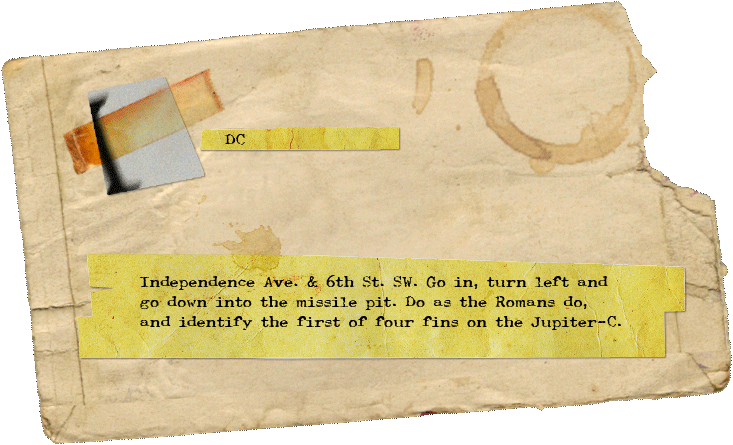 DC
Independence Ave. & 6th St. SW. Go in, turn left and
go down into the missile pit. Do as the Romans do,
and identify the first of four fins on the Jupiter-C.